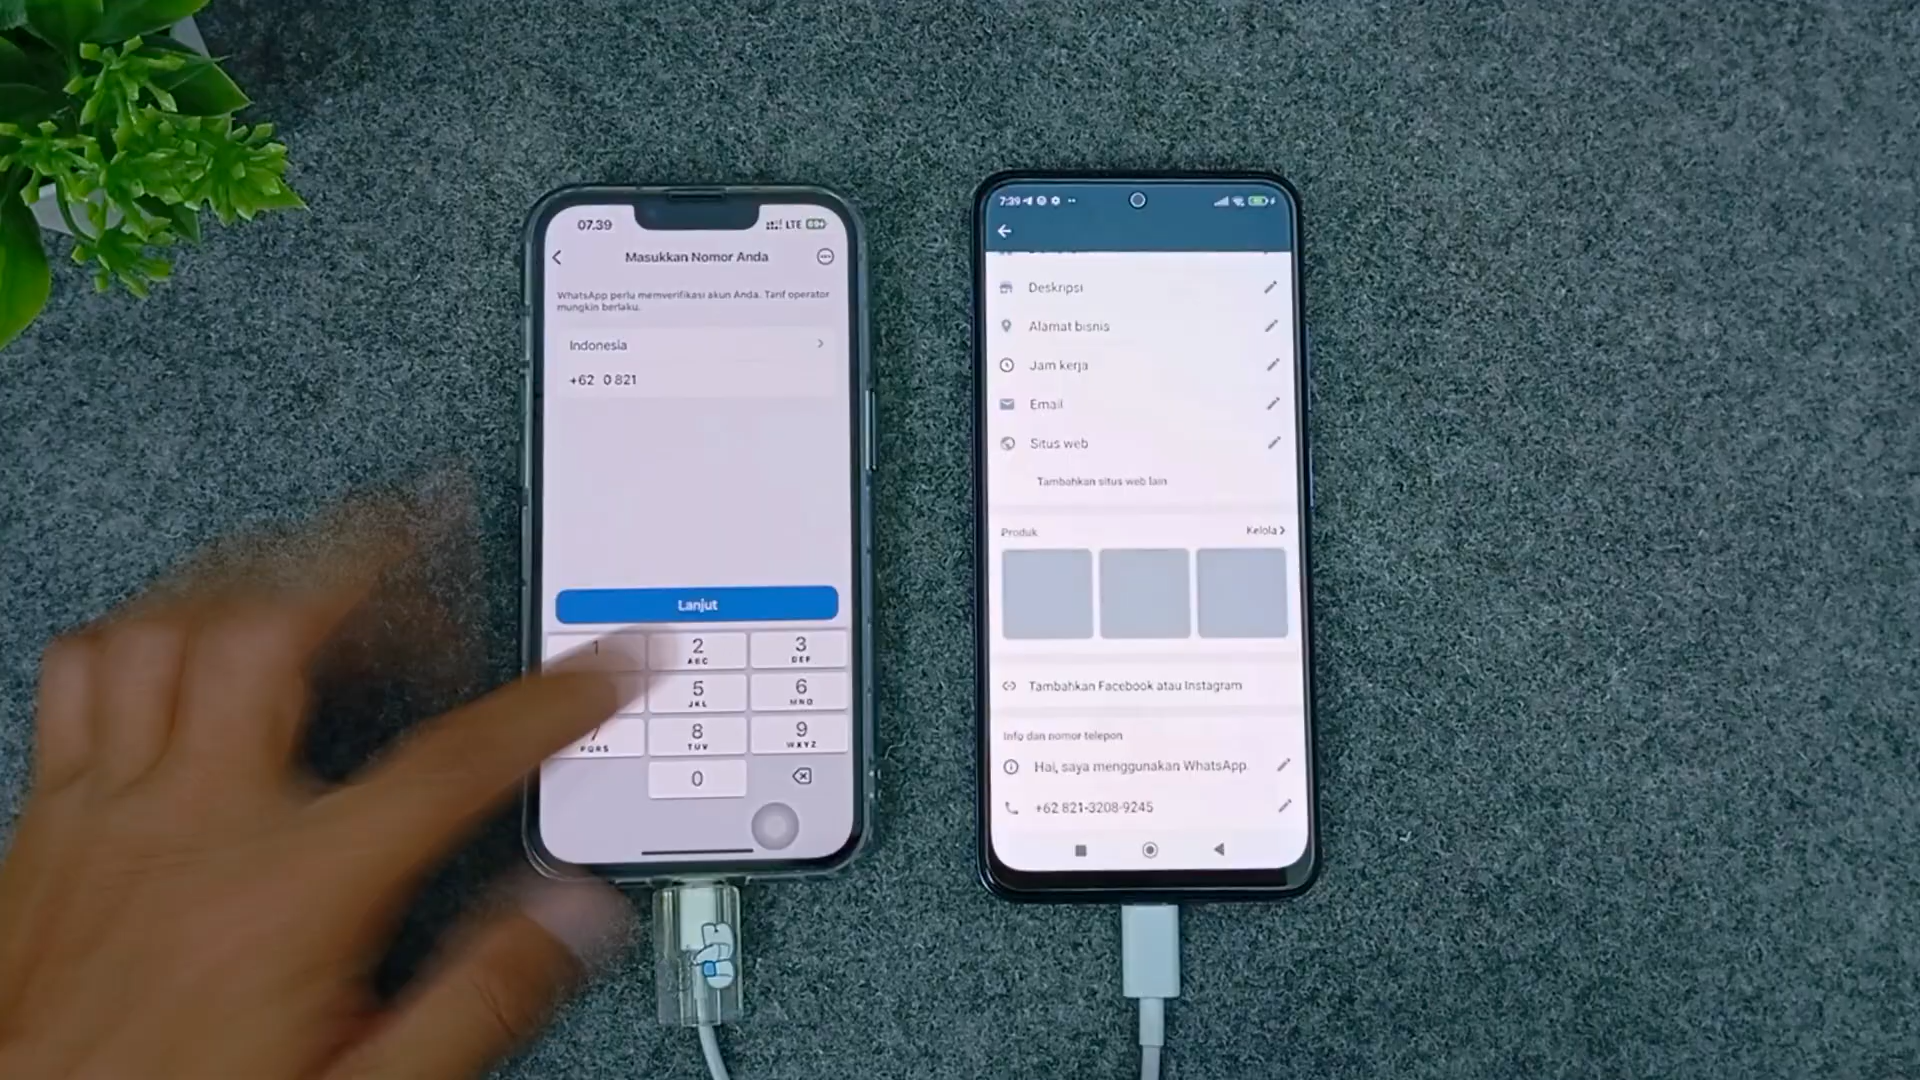 07.39
LTE
Masukkan Nomor Anda
WhatsApp perlu memverifikasi akun Anda. Tarif operator
mungkin berlaku.
Indonesia
+62 0 821
Lanjut
1
2
ABC
3
DEF
5
JKL
6
MNO
7
PQRS
8
TUV
9
WXYZ
0
7:39
Deskripsi
Alamat bisnis
Jam kerja
Email
Situs web
Tambahkan situs web lain
Produk
Kelola
Tambahkan Facebook atau Instagram
Info dan nomor telepon
Hai, saya menggunakan WhatsApp.
+62 821-3208-9245